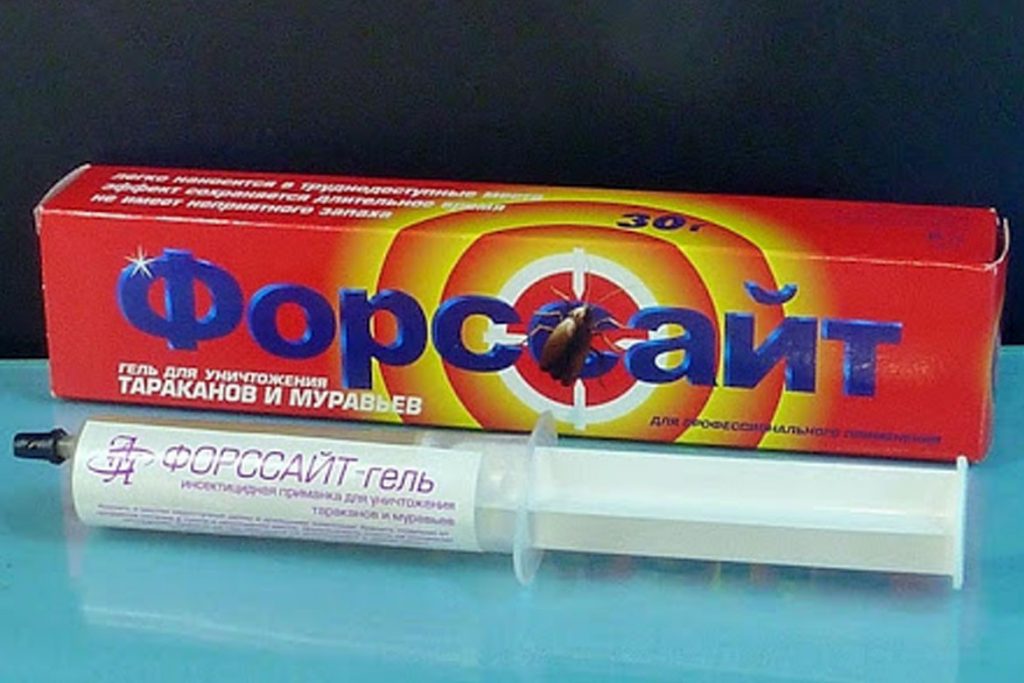 легко наносится в труднодоступные места
эффект сохраняется длительное время
не имеет неприятного запаха
30г
Форссайт
ГЕЛЬ ДЛЯ УНИЧТОЖЕНИЯ
ТАРАКАНОВ И МУРАВЬЕВ
ДЛЯ ПРОФЕССИОНАЛЬНОГО ПРИМЕНЕНИЯ
ФОРССАЙТ-гель
инсектицидная приманка для уничтожения
тараканов и муравьев